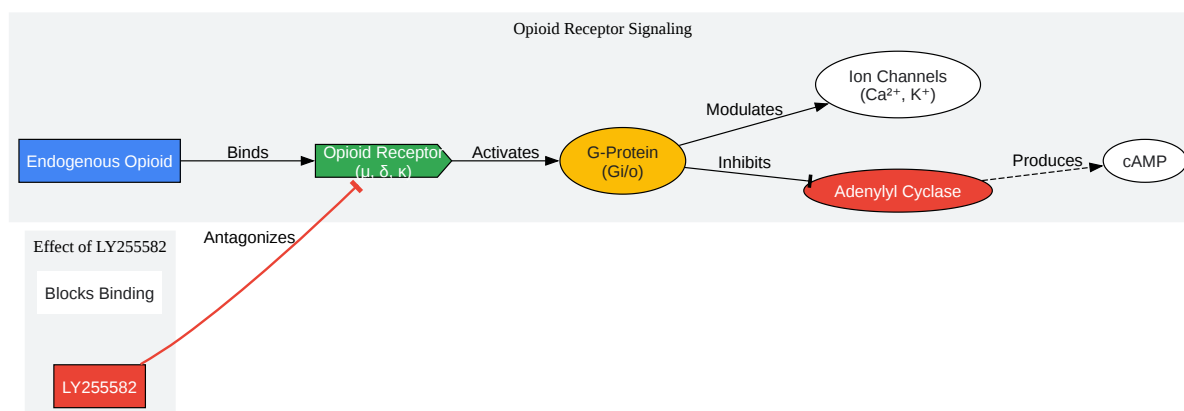 Opioid Receptor Signaling
Ion Channels
(Ca²⁺, K⁺)
Modulates
Endogenous Opioid
Binds
Opioid Receptor
(μ, δ, κ)
Activates
G-Protein
(Gi/o)
Inhibits
Adenylyl Cyclase
Produces
cAMP
Antagonizes
Effect of LY255582
Blocks Binding
LY255582